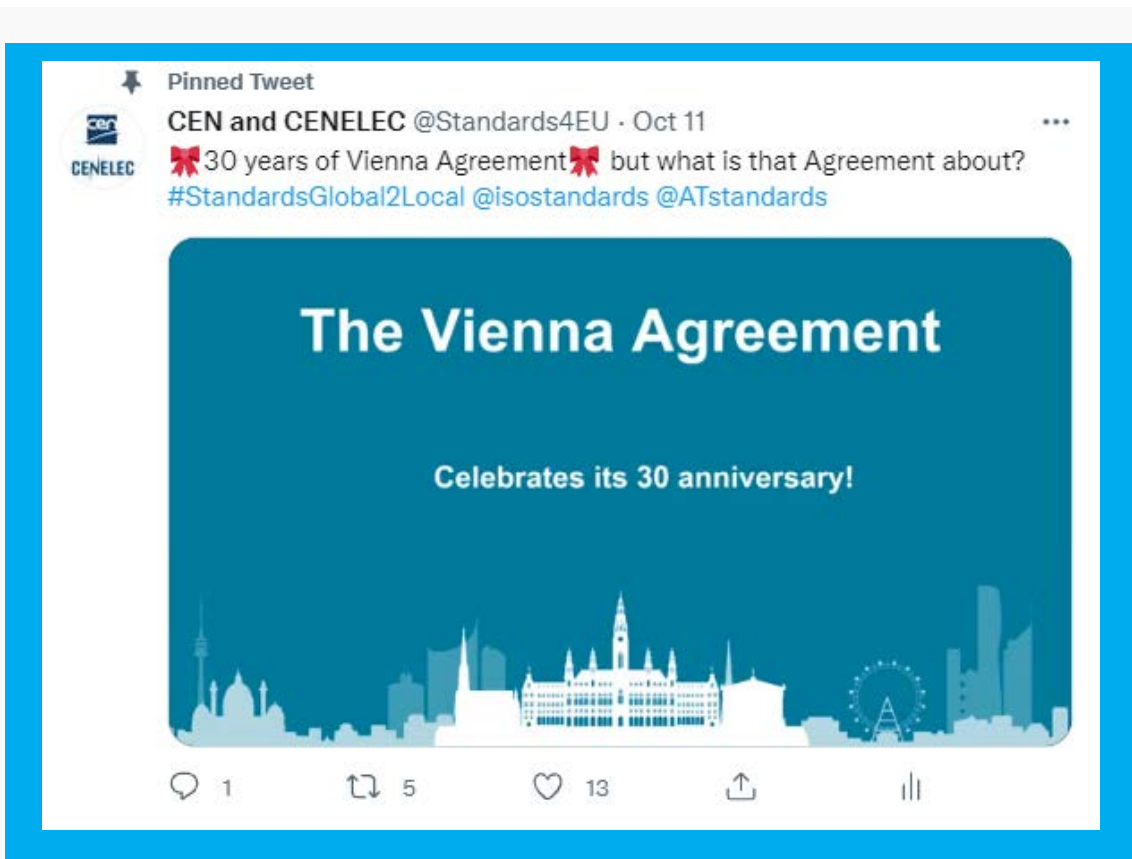 Pinned Tweet
cen
CENELEC
CEN and CENELEC @Standards4EU · Oct 11
🎀30 years of Vienna Agreement🎀 but what is that Agreement about?
#StandardsGlobal2Local @isostandards @ATstandards
The Vienna Agreement
Celebrates its 30 anniversary!
1 5 13